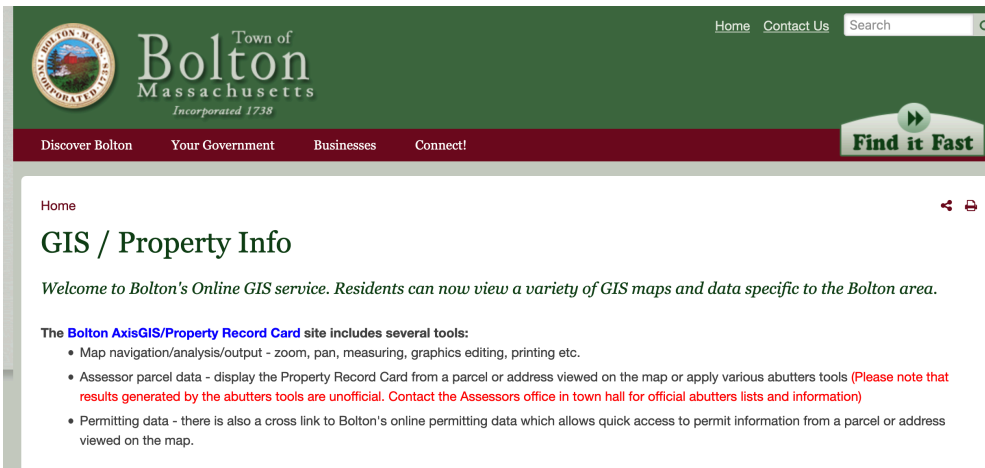 Home Contact Us Search
Town of
Bolton
Massachusetts
Incorporated 1738
BOLTON-MASS.
INCORPORATED 1738
Discover Bolton Your Government Businesses Connect!
Find it Fast
Home
GIS / Property Info
Welcome to Bolton's Online GIS service. Residents can now view a variety of GIS maps and data specific to the Bolton area.
The Bolton AxisGIS/Property Record Card site includes several tools:
• Map navigation/analysis/output - zoom, pan, measuring, graphics editing, printing etc.
• Assessor parcel data - display the Property Record Card from a parcel or address viewed on the map or apply various abutters tools (Please note that
results generated by the abutters tools are unofficial. Contact the Assessors office in town hall for official abutters lists and information)
• Permitting data - there is also a cross link to Bolton's online permitting data which allows quick access to permit information from a parcel or address
viewed on the map.